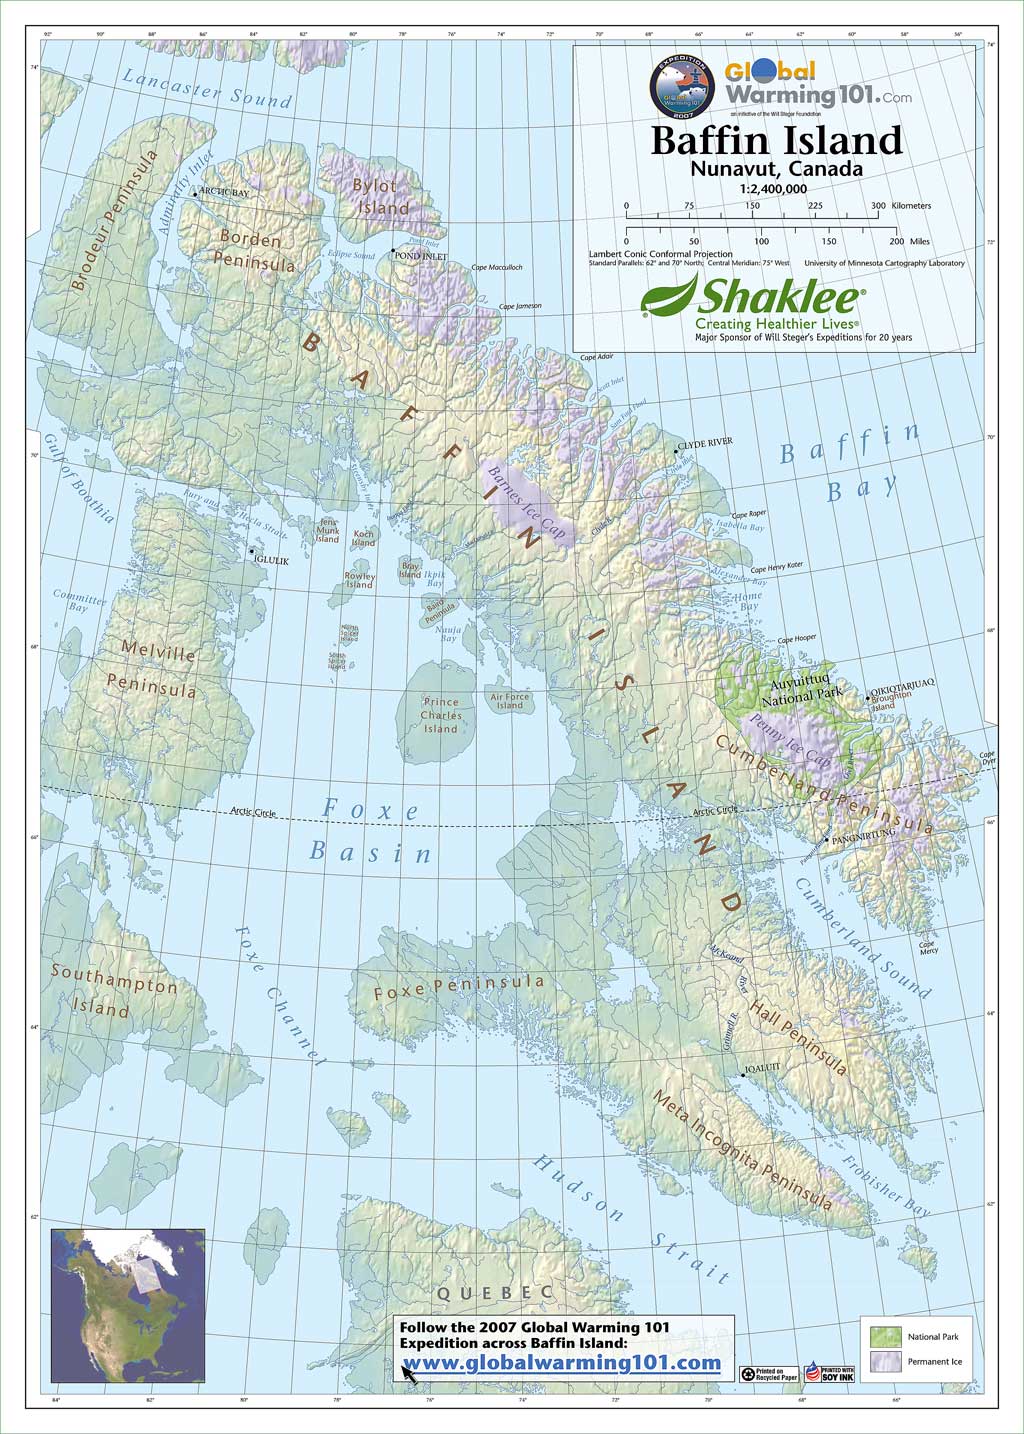 92°
90°
88°
86°
84°
82°
80°
78°
76°
74°
72°
70°
68°
66°
64°
62°
60°
58°
56°
EXPEDITION
Global
Warming 101
2007
Global
Warming101.Com
an initiative of the Will Steger Foundation
Baffin Island
Nunavut, Canada
1:2,400,000
0 75 150 225 300 Kilometers
0 50 100 150 200 Miles
Lambert Conic Conformal Projection
Standard Parallels: 62° and 70° North; Central Meridian: 75° West University of Minnesota Cartography Laboratory
Shaklee®
Creating Healthier Lives®
Major Sponsor of Will Steger's Expeditions for 20 years
74°
74°
Lancaster Sound
Brodeur Peninsula
Admiralty Inlet
ARCTIC BAY
Borden
Peninsula
Bylot
Island
Eclipse Sound
Pond Inlet
POND INLET
Cape Macculloch
Cape Jameson
72°
BAFFIN ISLAND
Cape Adair
Scott Inlet
Sam Ford Fiord
CLYDE RIVER
Clyde Inlet
Baffin
Bay
70°
70°
Gulf of Boothia
Fury and Hecla Strait
IGLULIK
Steensby Inlet
Jens
Munk
Island
Koch
Island
Rowley
Island
Bray
Island
Ikpik
Bay
Baird
Peninsula
Nauja
Bay
North
Spicer
Island
South
Spicer
Island
Barnes Ice Cap
Clyde R.
Cape Raper
Isabella Bay
Cape Henry Kater
Alexander Bay
Home
Bay
Cape Hooper
68°
68°
Committee
Bay
Melville
Peninsula
Prince
Charles
Island
Air Force
Island
Auyuittuq
National Park
QIKIQTARJUAQ
Broughton
Island
Penny Ice Cap
Cumberland Peninsula
Cape
Dyer
Arctic Circle
Arctic Circle
PANGNIRTUNG
66°
66°
Foxe
Basin
Cumberland Sound
Cape
Mercy
Foxe Channel
Southampton
Island
Foxe Peninsula
McKeand
River
Hall Peninsula
64°
64°
IQALUIT
Meta Incognita Peninsula
Frobisher Bay
62°
62°
Hudson Strait
QUEBEC
Follow the 2007 Global Warming 101
Expedition across Baffin Island:
www.globalwarming101.com
Printed on
Recycled Paper
PRINTED WITH
SOY INK
National Park
Permanent Ice
84°
82°
80°
78°
76°
74°
72°
70°
68°
66°